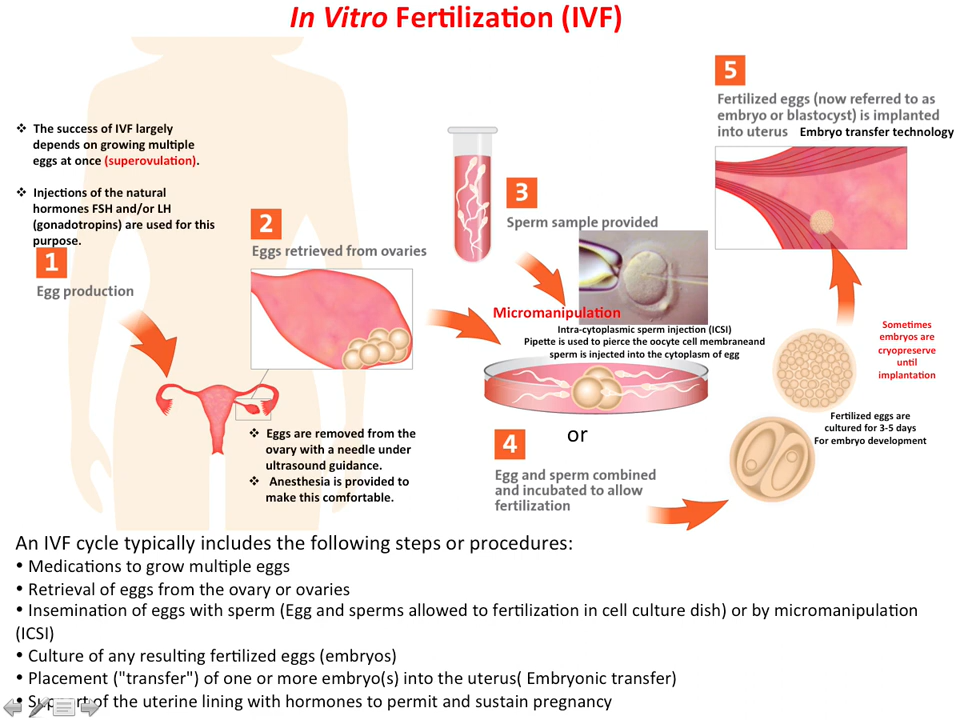 In Vitro Fertilization (IVF)
❖ The success of IVF largely
depends on growing multiple
eggs at once (superovulation).
❖ Injections of the natural
hormones FSH and/or LH
(gonadotropins) are used for this
purpose.
1
Egg production
2
Eggs retrieved from ovaries
❖ Eggs are removed from the
ovary with a needle under
ultrasound guidance.
❖ Anesthesia is provided to
make this comfortable.
3
Sperm sample provided
Micromanipulation
Intra-cytoplasmic sperm injection (ICSI)
Pipette is used to pierce the oocyte cell membraneand
sperm is injected into the cytoplasm of egg
or
4
Egg and sperm combined
and incubated to allow
fertilization
5
Fertilized eggs (now referred to as
embryo or blastocyst) is implanted
into uterus Embryo transfer technology
Sometimes
embryos are
cryopreserve
until
implantation
Fertilized eggs are
cultured for 3-5 days
For embryo development
An IVF cycle typically includes the following steps or procedures:
• Medications to grow multiple eggs
• Retrieval of eggs from the ovary or ovaries
• Insemination of eggs with sperm (Egg and sperms allowed to fertilization in cell culture dish) or by micromanipulation
(ICSI)
• Culture of any resulting fertilized eggs (embryos)
• Placement ("transfer") of one or more embryo(s) into the uterus( Embryonic transfer)
• Support of the uterine lining with hormones to permit and sustain pregnancy